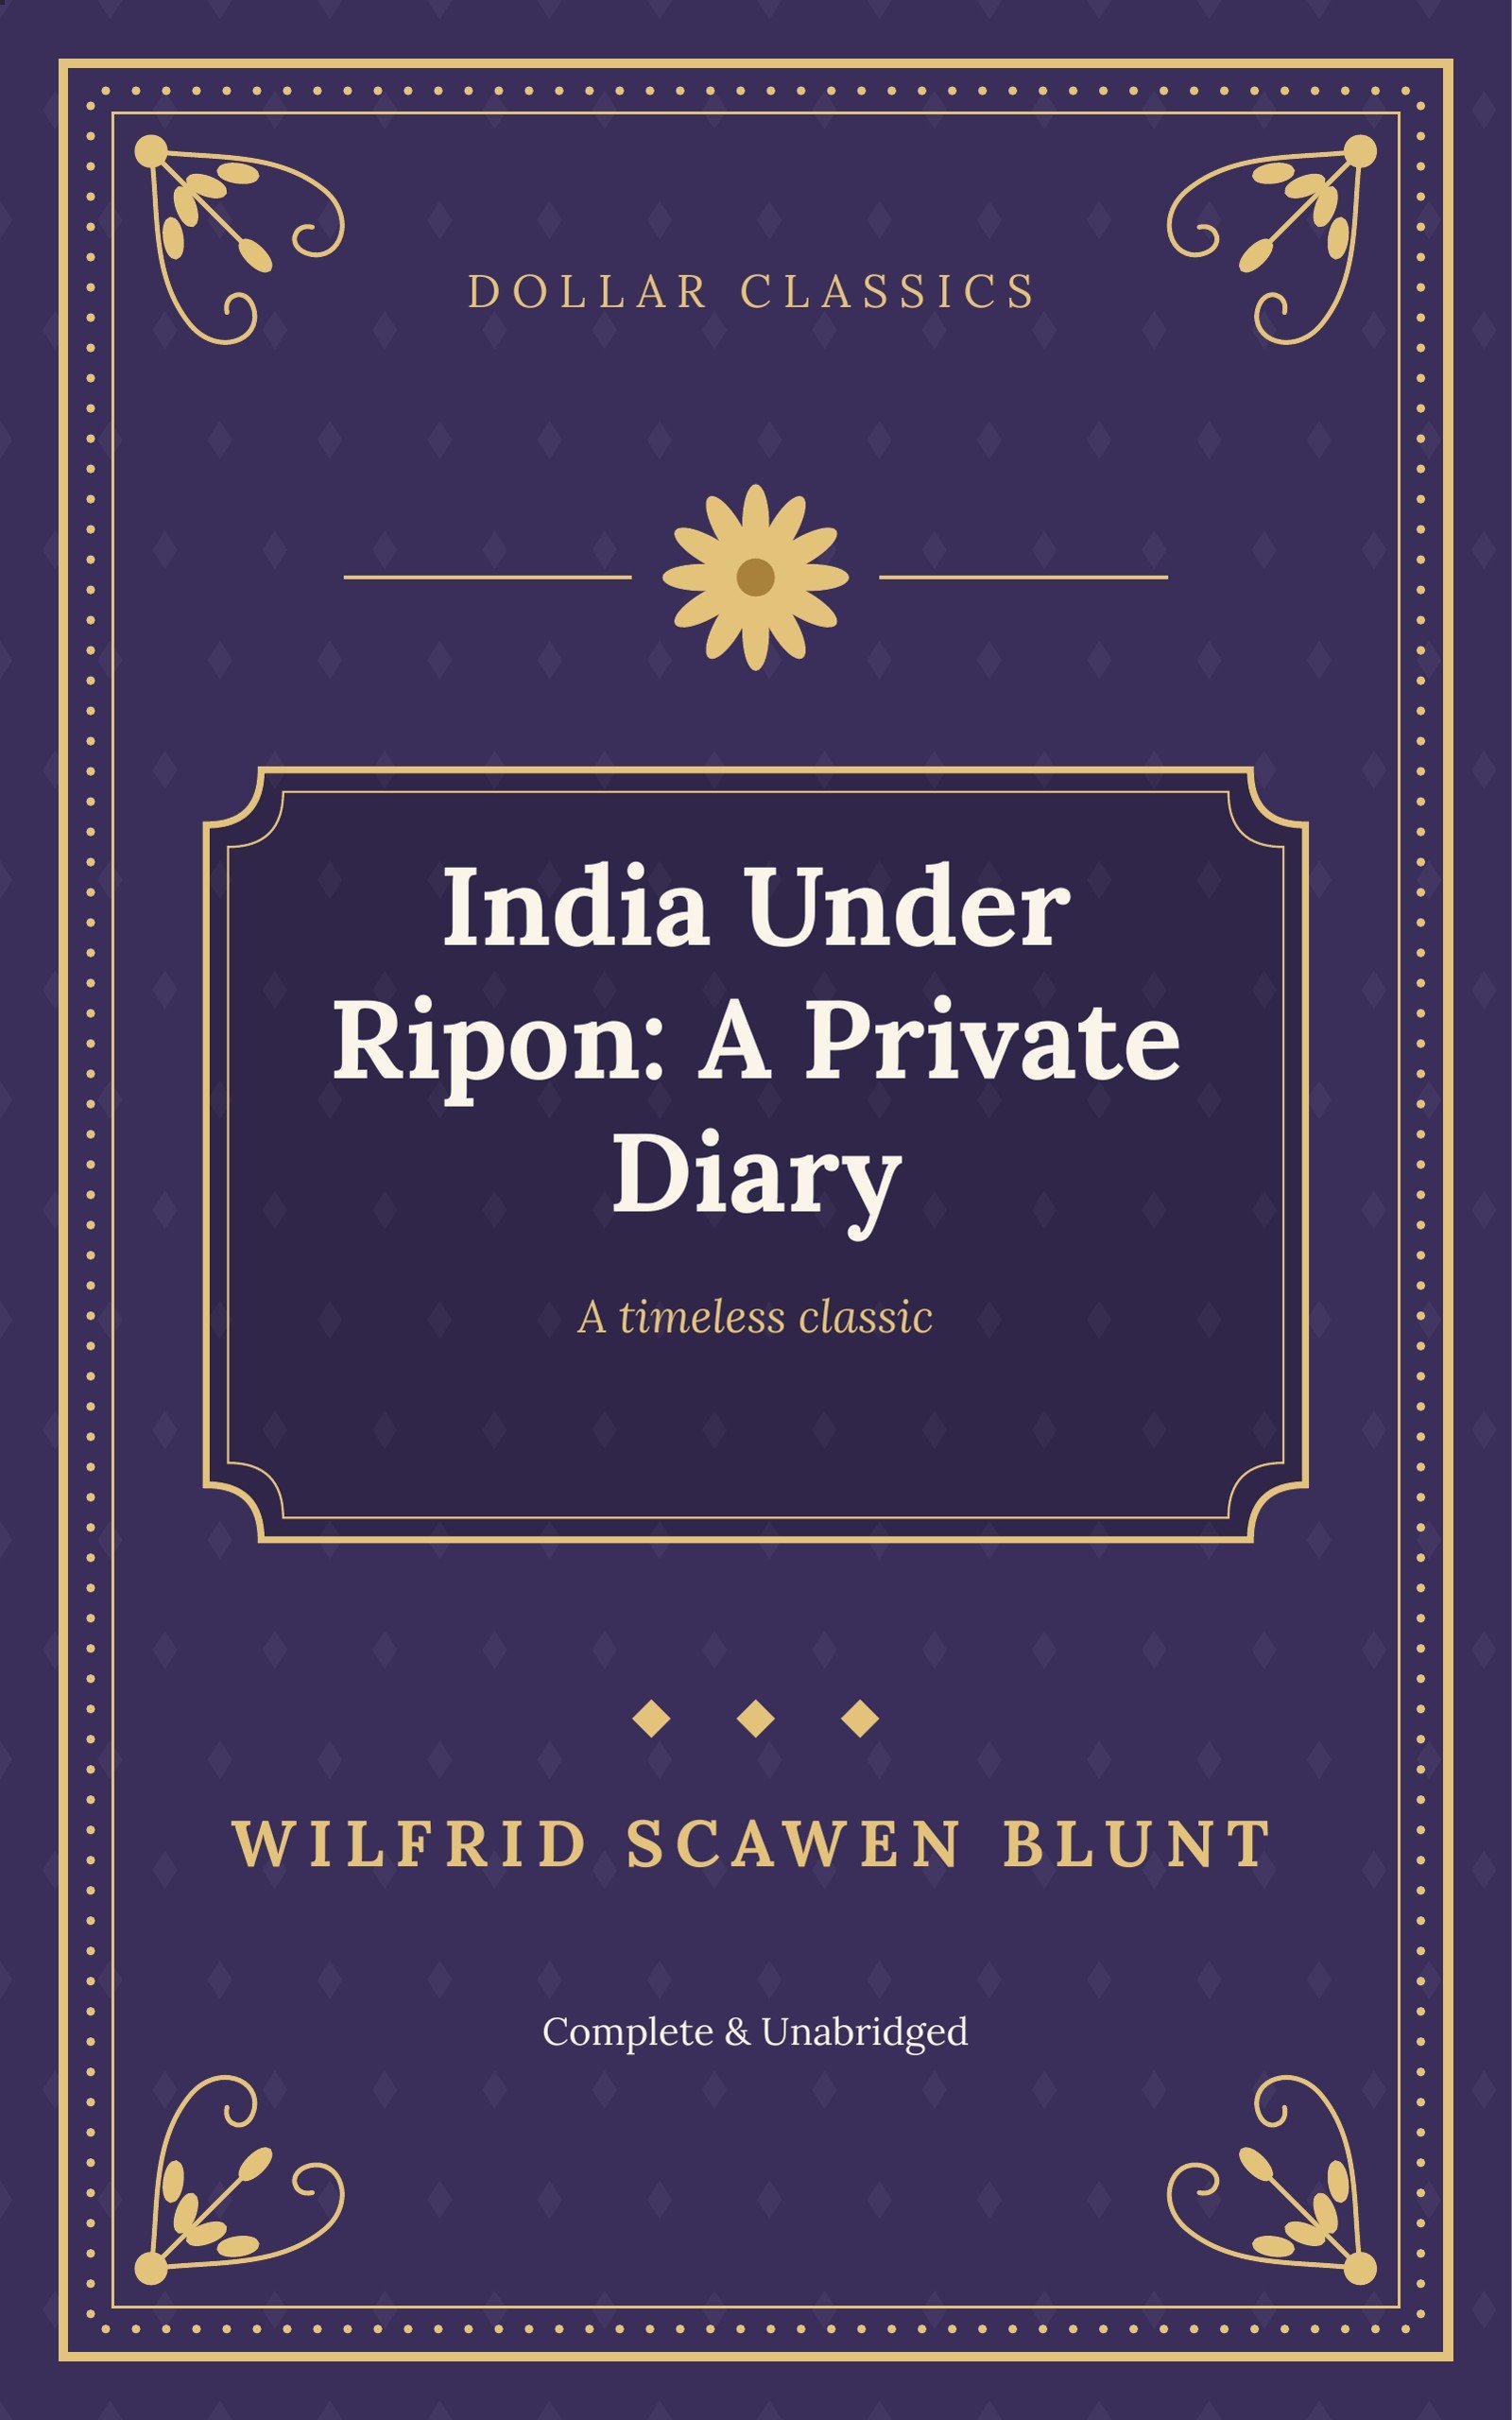 DOLLAR CLASSICS
India Under
Ripon: A Private
Diary
A timeless classic
WILFRID SCAWEN BLUNT
Complete & Unabridged